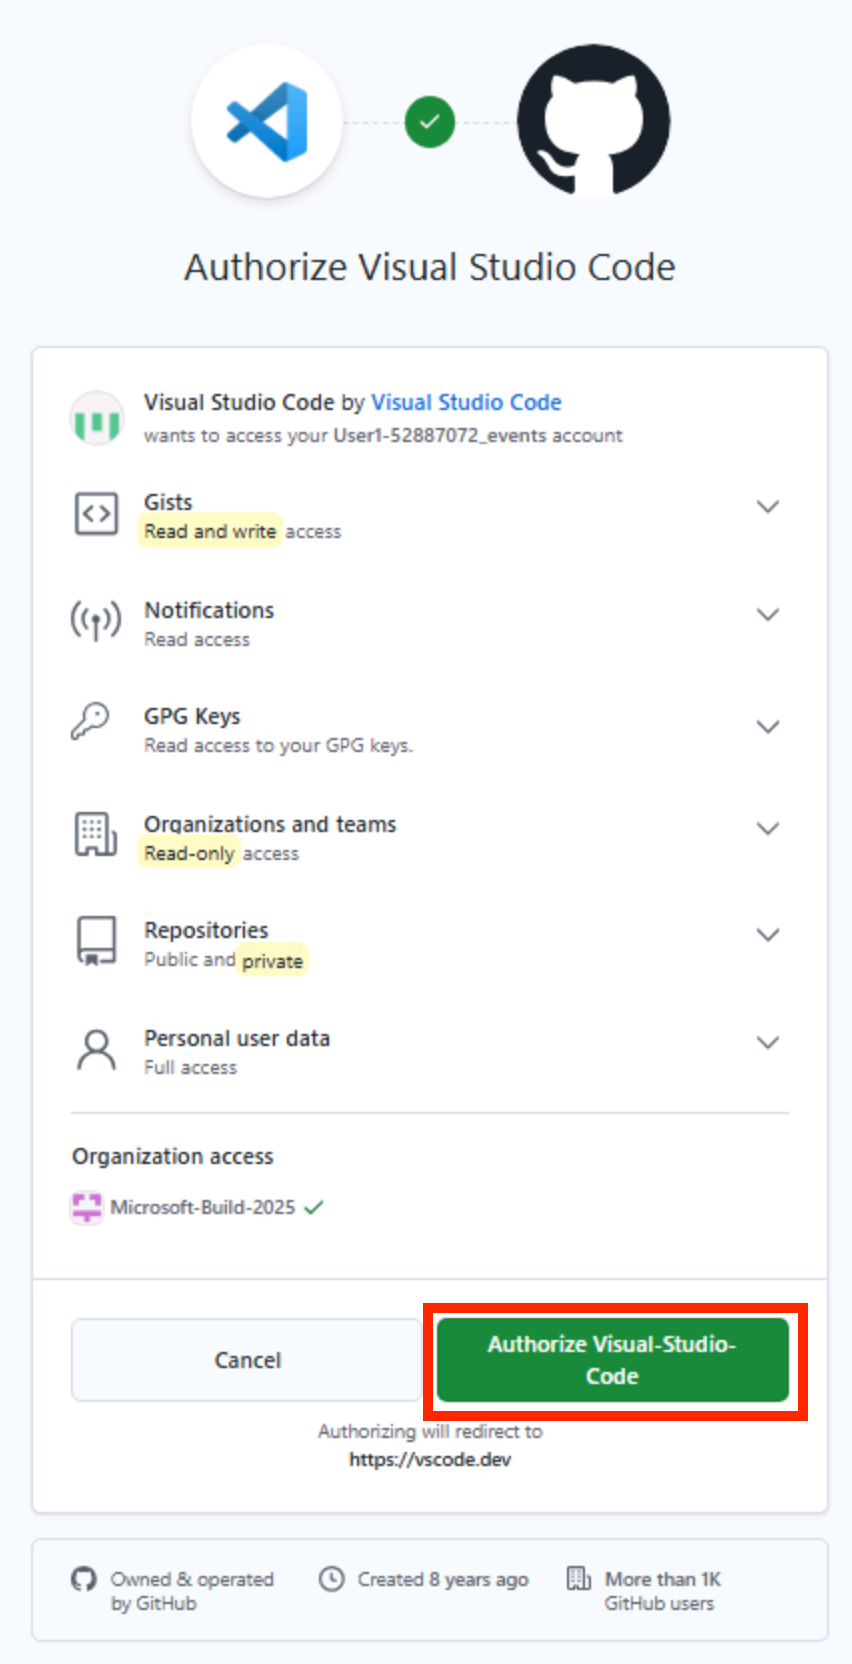 Authorize Visual Studio Code
Visual Studio Code by Visual Studio Code
wants to access your User1-52887072_events account
Gists
Read and write access
Notifications
Read access
GPG Keys
Read access to your GPG keys.
Organizations and teams
Read-only access
Repositories
Public and private
Personal user data
Full access
Organization access
Microsoft-Build-2025
Cancel
Authorize Visual-Studio-
Code
Authorizing will redirect to
https://vscode.dev
Owned & operated
by GitHub
Created 8 years ago
More than 1K
GitHub users